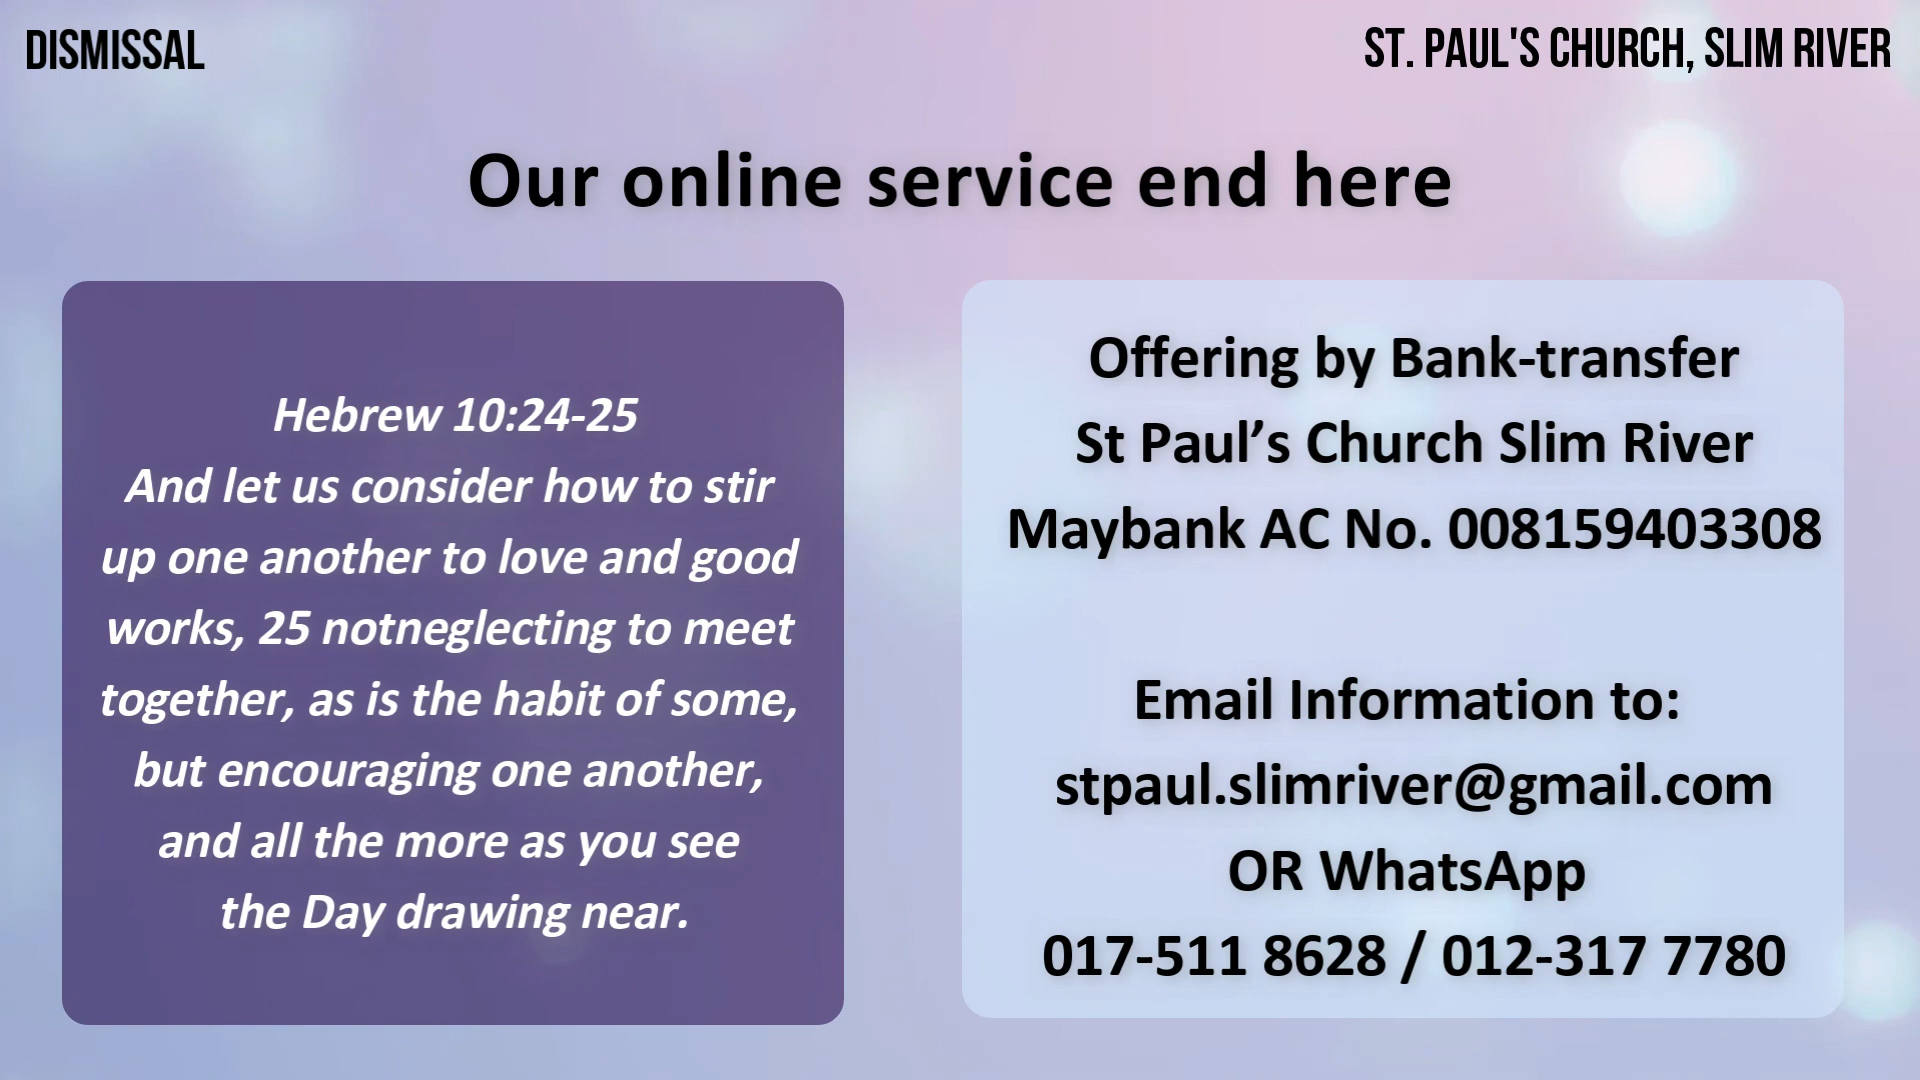 DISMISSAL
ST. PAUL'S CHURCH, SLIM RIVER
Our online service end here
Hebrew 10:24-25
And let us consider how to stir
up one another to love and good
works, 25 notneglecting to meet
together, as is the habit of some,
but encouraging one another,
and all the more as you see
the Day drawing near.
Offering by Bank-transfer
St Paul’s Church Slim River
Maybank AC No. 008159403308
Email Information to:
stpaul.slimriver@gmail.com
OR WhatsApp
017-511 8628 / 012-317 7780